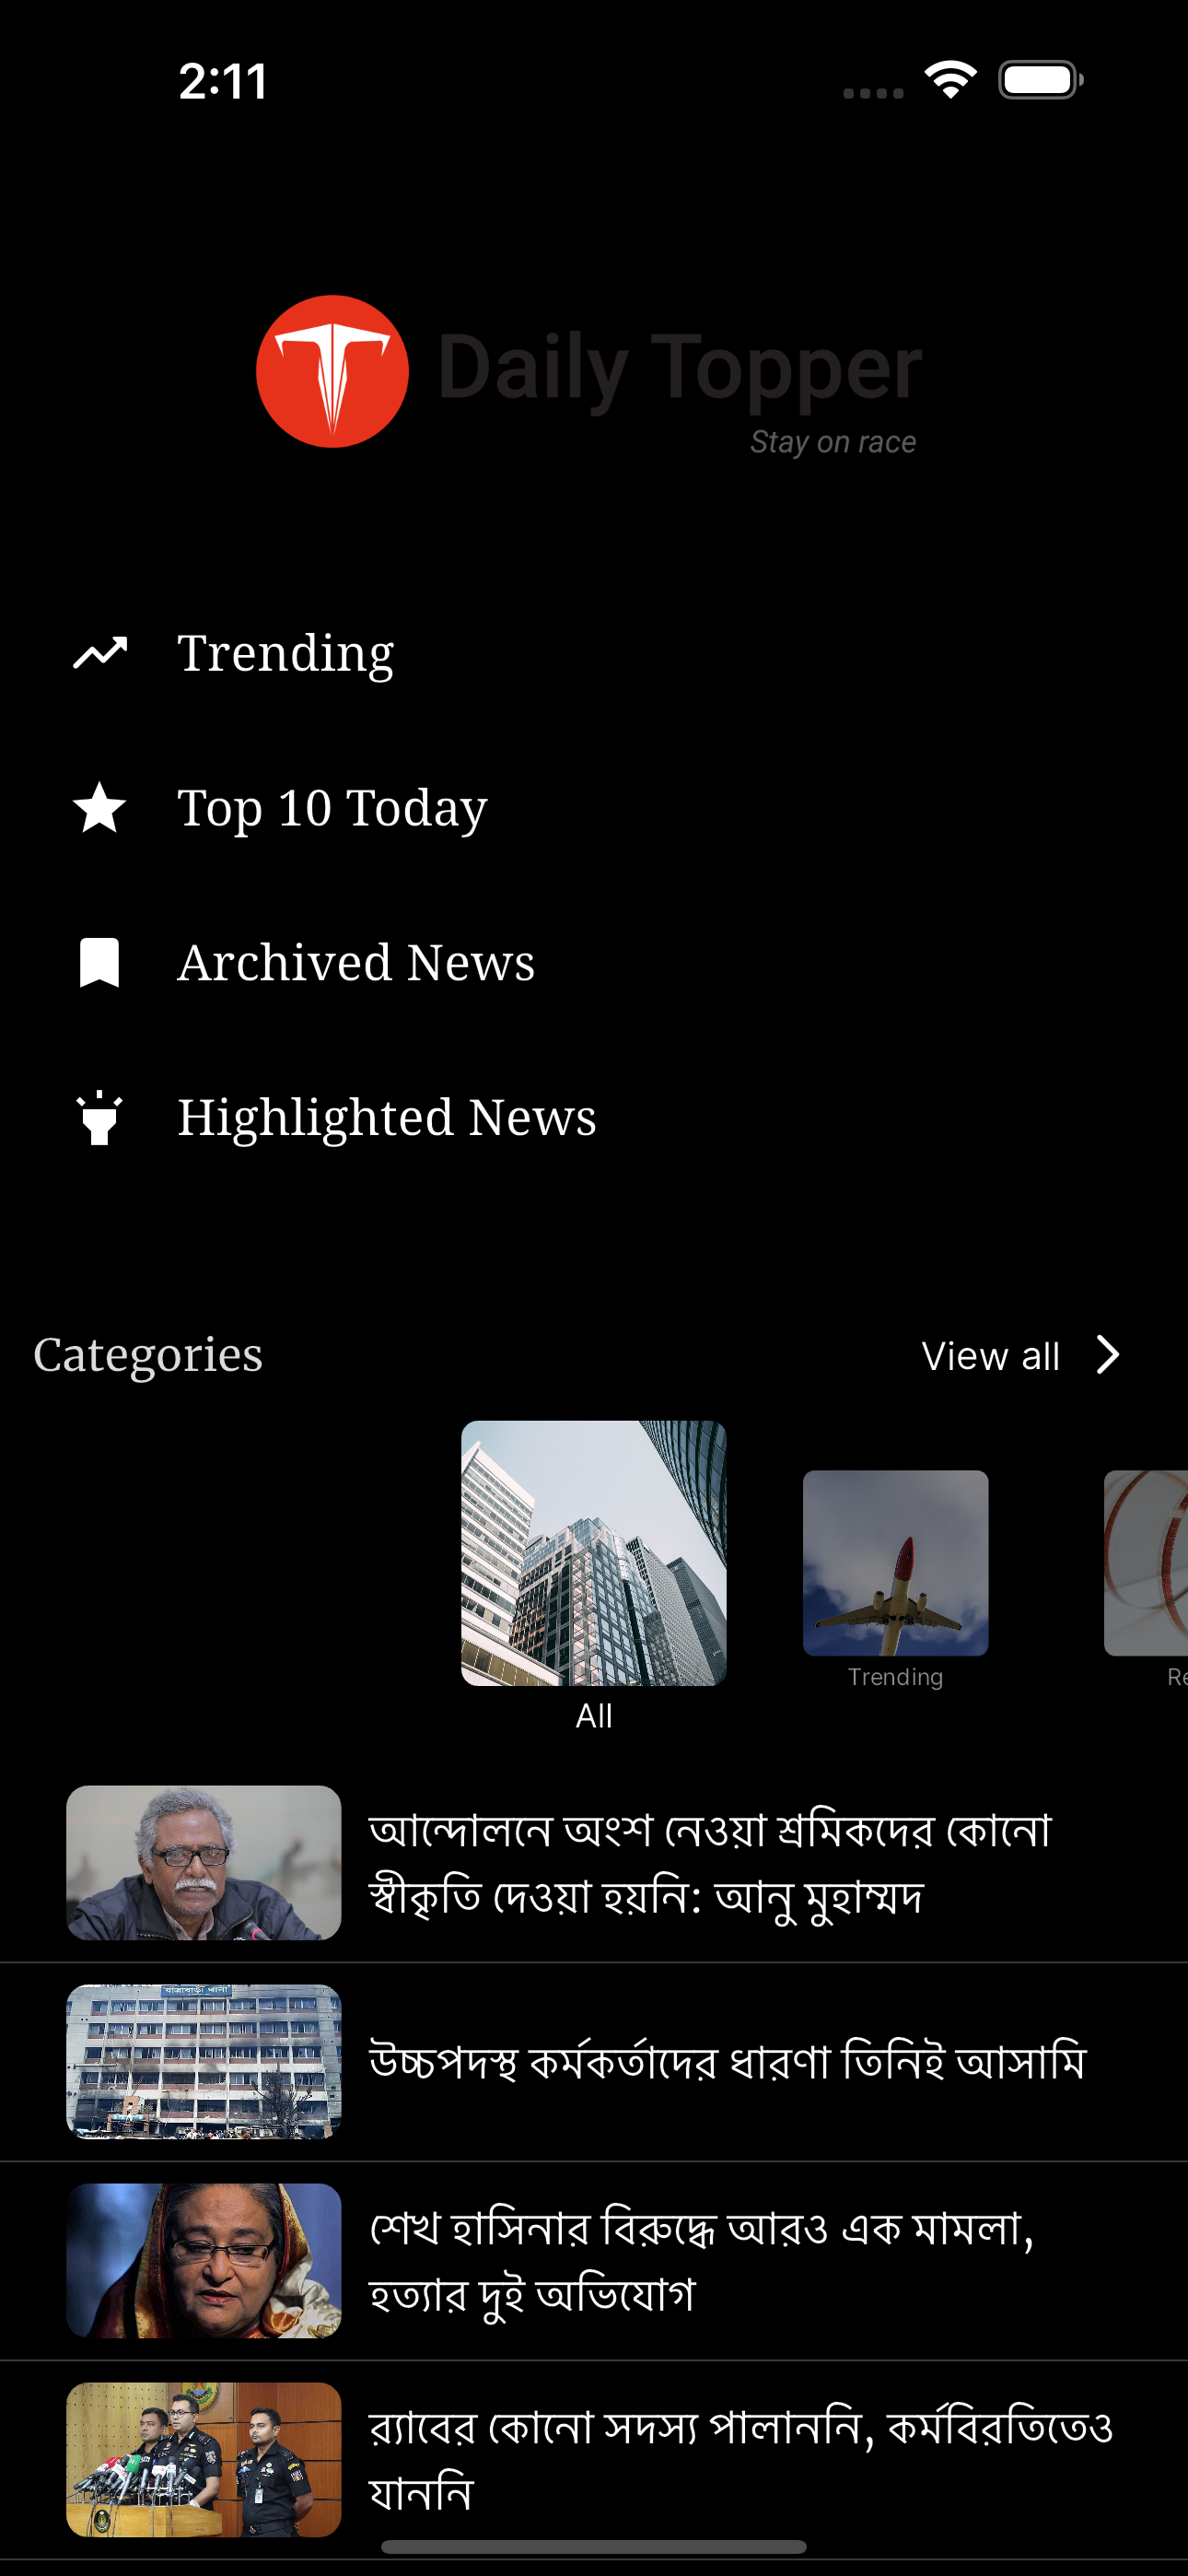 2:11
Daily Topper
Stay on race
Trending
Top 10 Today
Archived News
Highlighted News
Categories
View all
All
Trending
Re
আন্দোলনে অংশ নেওয়া শ্রমিকদের কোনো
স্বীকৃতি দেওয়া হয়নি: আনু মুহাম্মদ
যাত্রাবাড়ী থানা
উচ্চপদস্থ কর্মকর্তাদের ধারণা তিনিই আসামি
শেখ হাসিনার বিরুদ্ধে আরও এক মামলা,
হত্যার দুই অভিযোগ
র‍্যাবের কোনো সদস্য পালাননি, কর্মবিরতিতেও
যাননি